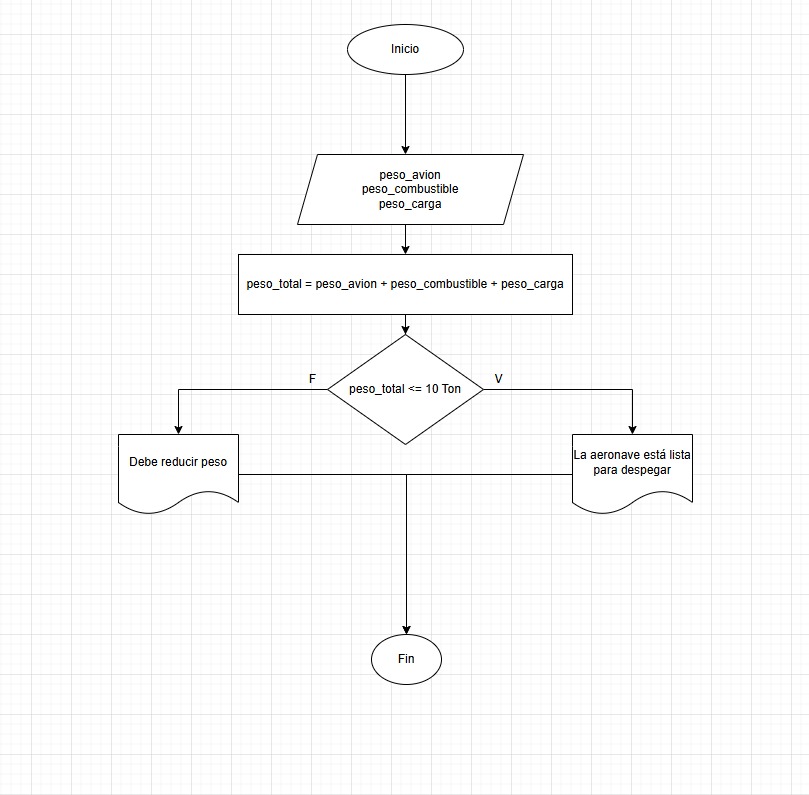 Inicio
peso_avion
peso_combustible
peso_carga
peso_total = peso_avion + peso_combustible + peso_carga
F
peso_total <= 10 Ton
V
Debe reducir peso
La aeronave está lista
para despegar
Fin